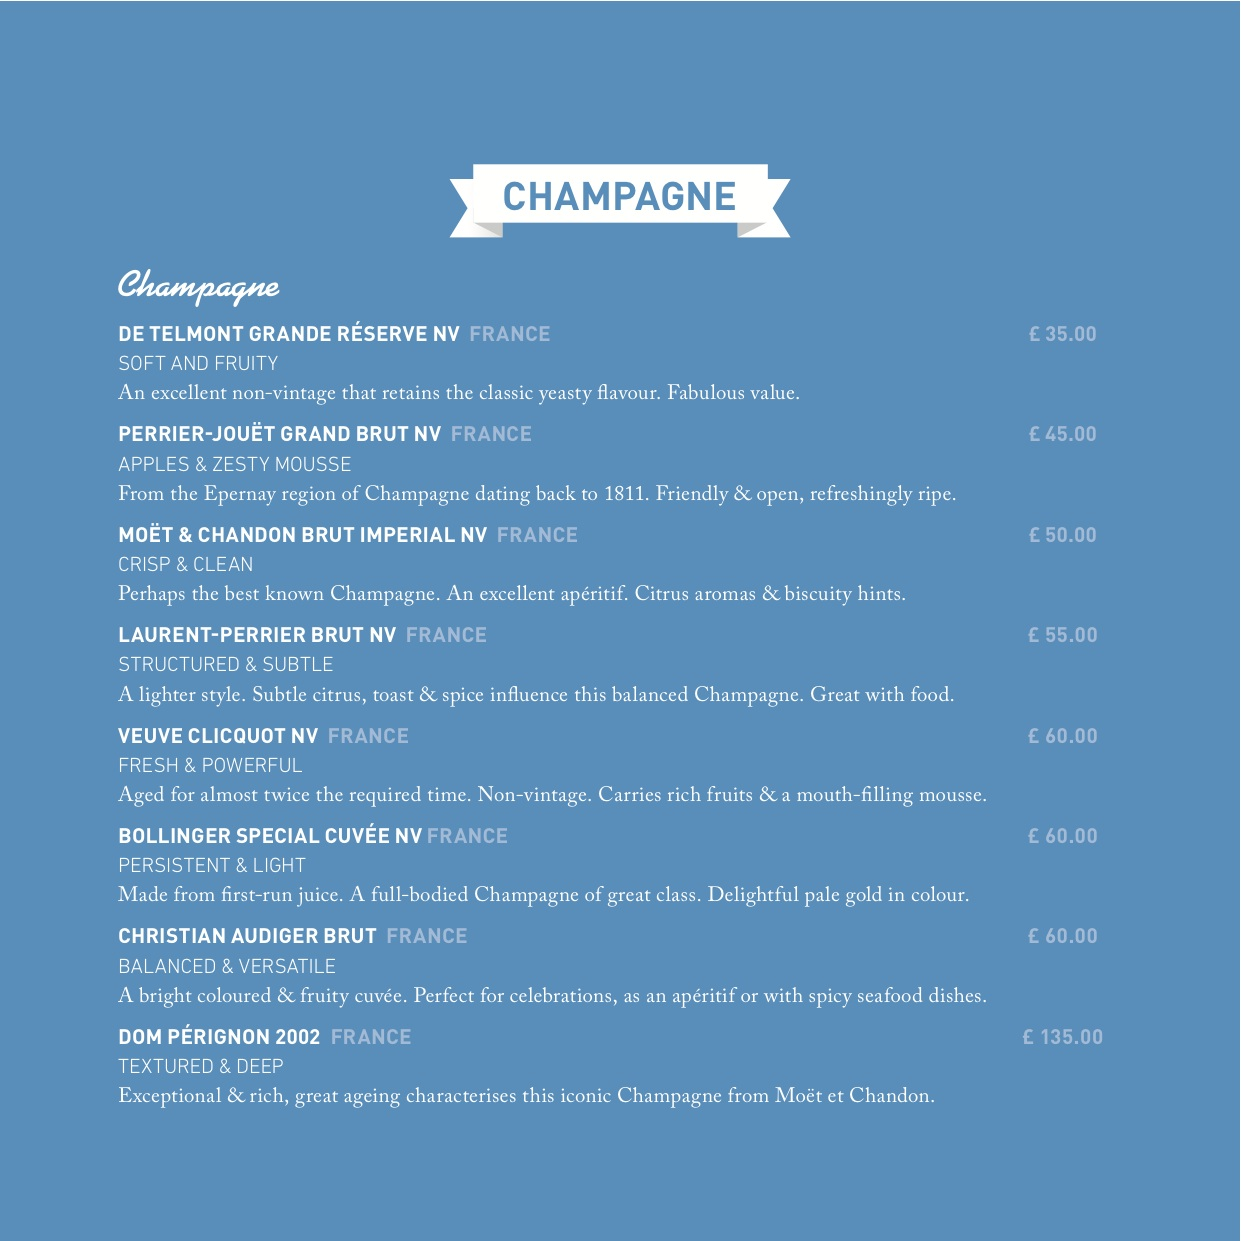 CHAMPAGNE
Champagne
DE TELMONT GRANDE RÉSERVE NV FRANCE £ 35.00
SOFT AND FRUITY
An excellent non-vintage that retains the classic yeasty flavour. Fabulous value.
PERRIER-JOUËT GRAND BRUT NV FRANCE £ 45.00
APPLES & ZESTY MOUSSE
From the Epernay region of Champagne dating back to 1811. Friendly & open, refreshingly ripe.
MOËT & CHANDON BRUT IMPERIAL NV FRANCE £ 50.00
CRISP & CLEAN
Perhaps the best known Champagne. An excellent apéritif. Citrus aromas & biscuity hints.
LAURENT-PERRIER BRUT NV FRANCE £ 55.00
STRUCTURED & SUBTLE
A lighter style. Subtle citrus, toast & spice influence this balanced Champagne. Great with food.
VEUVE CLICQUOT NV FRANCE £ 60.00
FRESH & POWERFUL
Aged for almost twice the required time. Non-vintage. Carries rich fruits & a mouth-filling mousse.
BOLLINGER SPECIAL CUVÉE NV FRANCE £ 60.00
PERSISTENT & LIGHT
Made from first-run juice. A full-bodied Champagne of great class. Delightful pale gold in colour.
CHRISTIAN AUDIGER BRUT FRANCE £ 60.00
BALANCED & VERSATILE
A bright coloured & fruity cuvée. Perfect for celebrations, as an apéritif or with spicy seafood dishes.
DOM PÉRIGNON 2002 FRANCE £ 135.00
TEXTURED & DEEP
Exceptional & rich, great ageing characterises this iconic Champagne from Moët et Chandon.